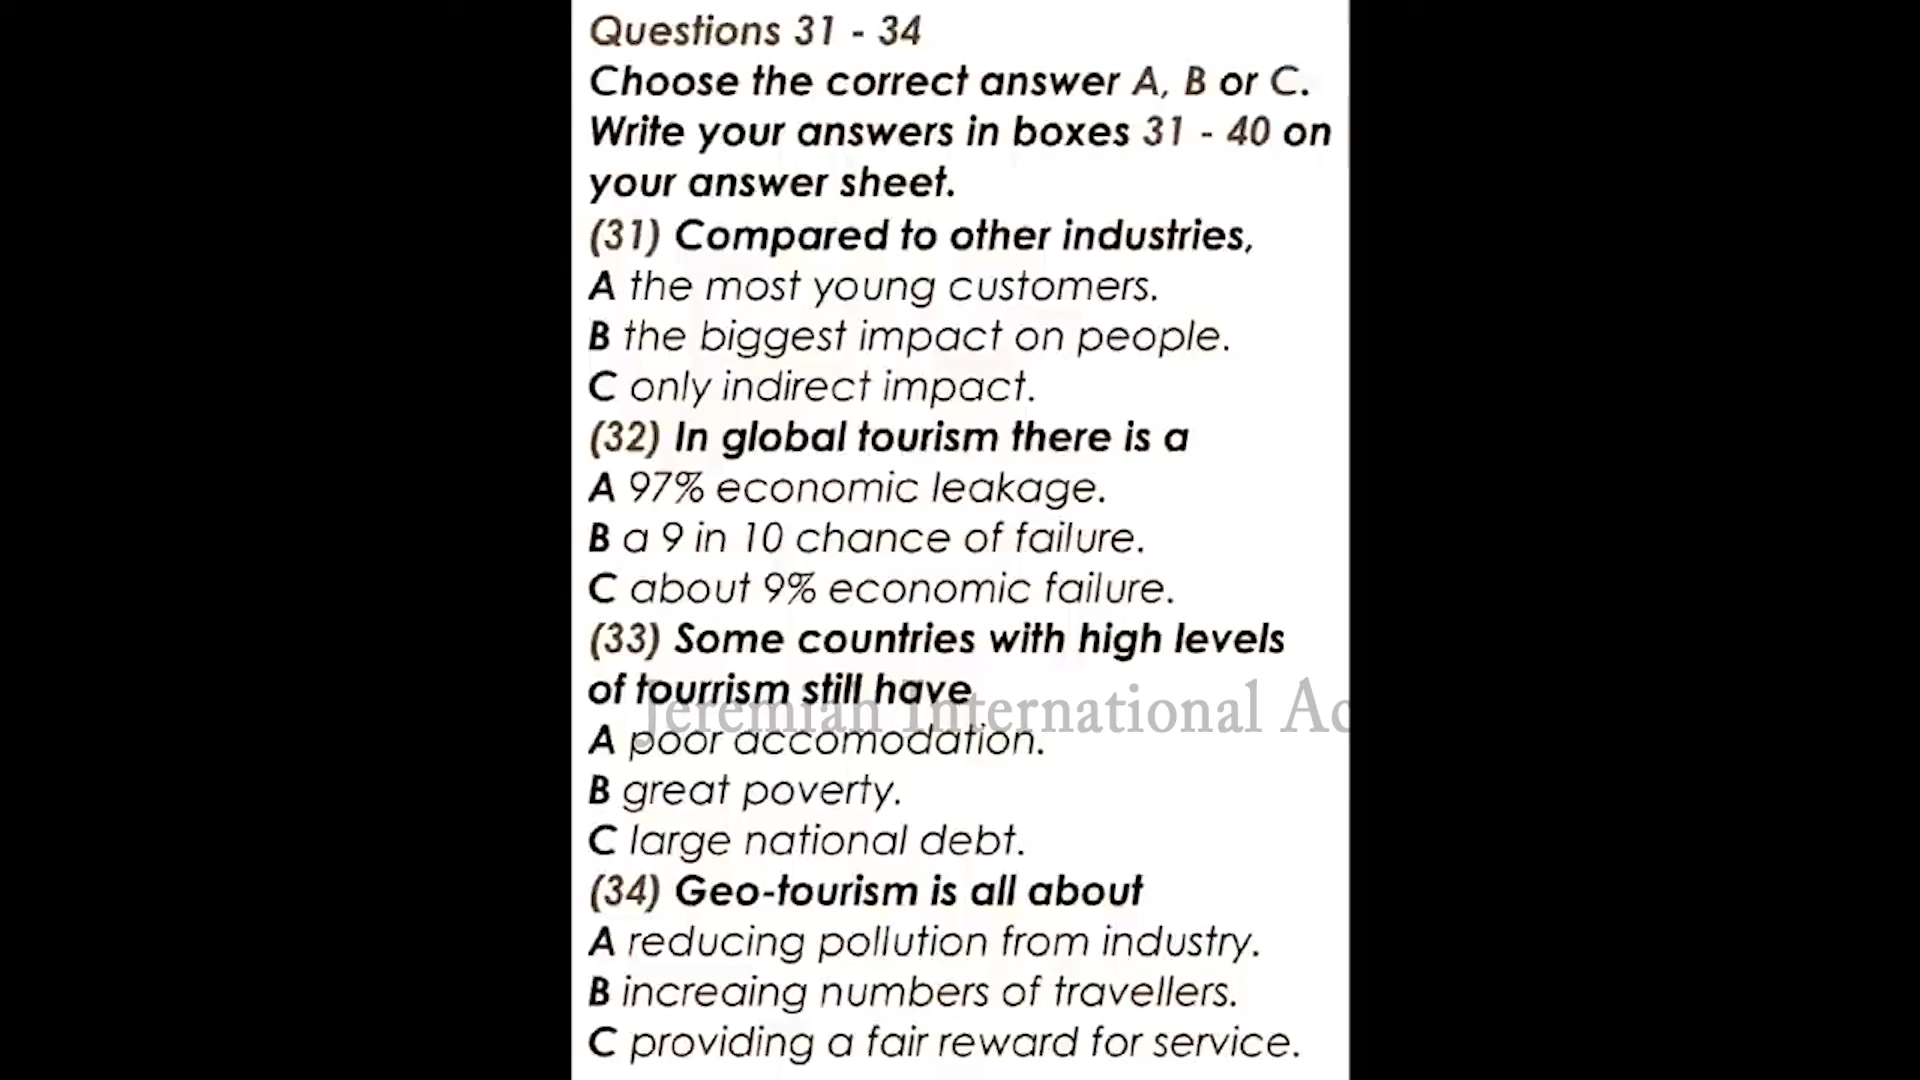 Questions 31 - 34
Choose the correct answer A, B or C.
Write your answers in boxes 31 - 40 on
your answer sheet.
(31) Compared to other industries,
A the most young customers.
B the biggest impact on people.
C only indirect impact.
(32) In global tourism there is a
A 97% economic leakage.
B a 9 in 10 chance of failure.
C about 9% economic failure.
(33) Some countries with high levels
of tourrism still have
Jeremiah International Ac
A poor accomodation.
B great poverty.
C large national debt.
(34) Geo-tourism is all about
A reducing pollution from industry.
B increaing numbers of travellers.
C providing a fair reward for service.